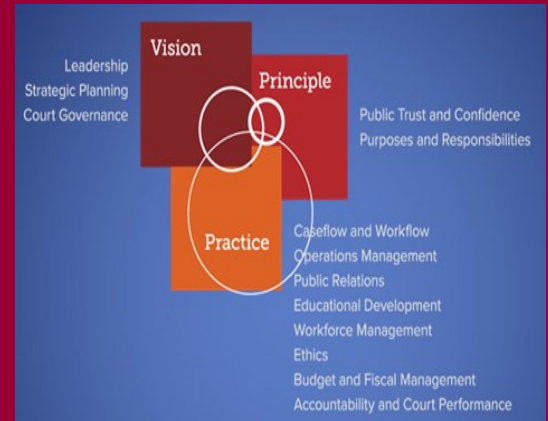 Vision
Leadership
Strategic Planning
Court Governance
Principle
Public Trust and Confidence
Purposes and Responsibilities
Practice
Caseflow and Workflow
Operations Management
Public Relations
Educational Development
Workforce Management
Ethics
Budget and Fiscal Management
Accountability and Court Performance